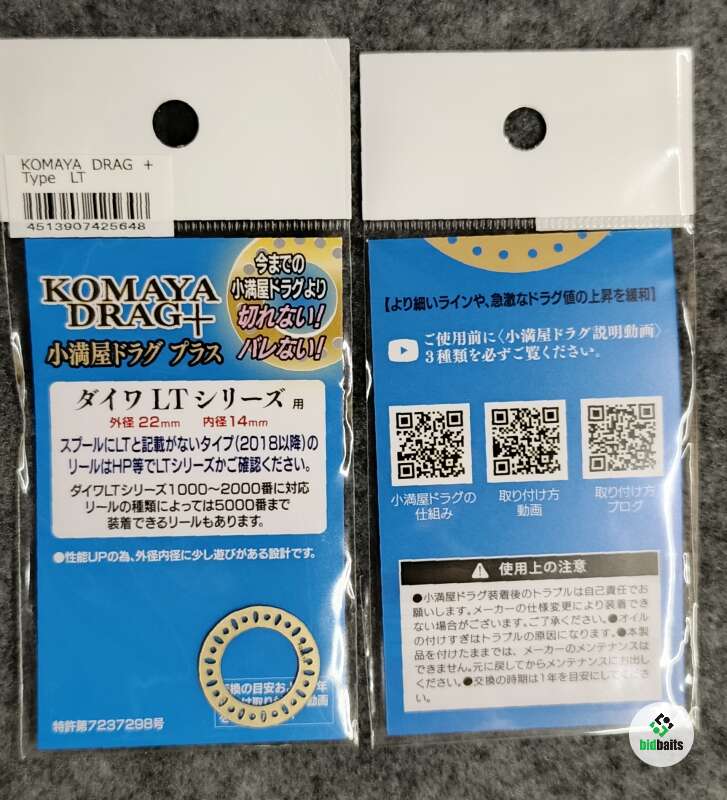 KOMAYA DRAG +
Type LT
4513907425648
KOMAYA
DRAG+
小満屋ドラグ プラス
今までの
小満屋ドラグより
切れない!
バレない!
ダイワ LT シリーズ 用
外径 22mm 内径 14mm
スプールにLTと記載がないタイプ(2018以降)の
リールはHP等でLTシリーズかご確認ください。
ダイワLTシリーズ1000～2000番に対応
リールの種類によっては5000番まで
装着できるリールもあります。
●性能UPの為、外径内径に少し遊びがある設計です。
交換の目安お
年
動画
特許第7237298号
【より細いラインや、急激なドラグ値の上昇を緩和】
ご使用前に〈小満屋ドラグ説明動画〉
3種類を必ずご覧ください。
小満屋ドラグの
仕組み
取り付け方
動画
取り付け方
ブログ
使用上の注意
●小満屋ドラグ装着後のトラブルは自己責任でお
願いします。メーカーの仕様変更により装着でき
ない場合がございます。ご了承ください。●オイル
の付けすぎはトラブルの原因になります。●本製
品を付けたままでは、メーカーのメンテナンスは
できません。元に戻してからメンテナンスにお出し
ください。●交換の時期は1年を目安にしてくださ
い。
bidbaits